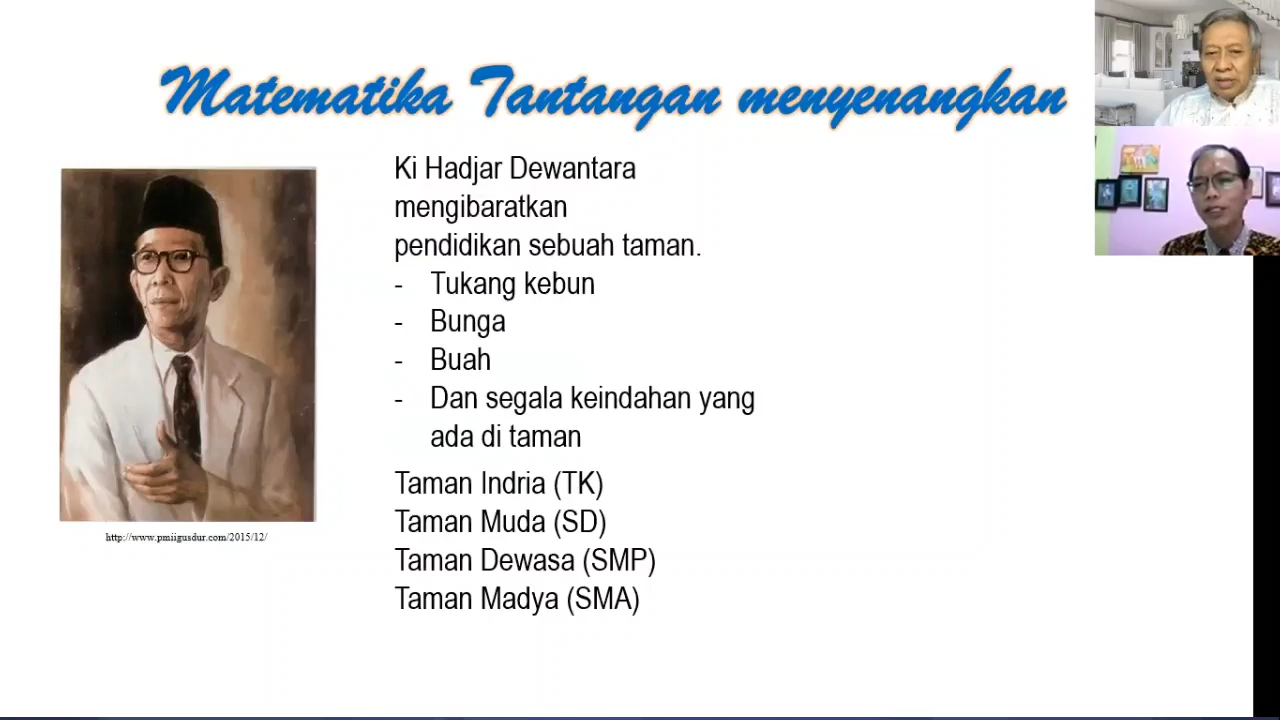 Matematika Tantangan menyenangkan
Ki Hadjar Dewantara
mengibaratkan
pendidikan sebuah taman.
- Tukang kebun
- Bunga
- Buah
- Dan segala keindahan yang
ada di taman
Taman Indria (TK)
Taman Muda (SD)
Taman Dewasa (SMP)
Taman Madya (SMA)
http://www.pmiigusdur.com/2015/12/